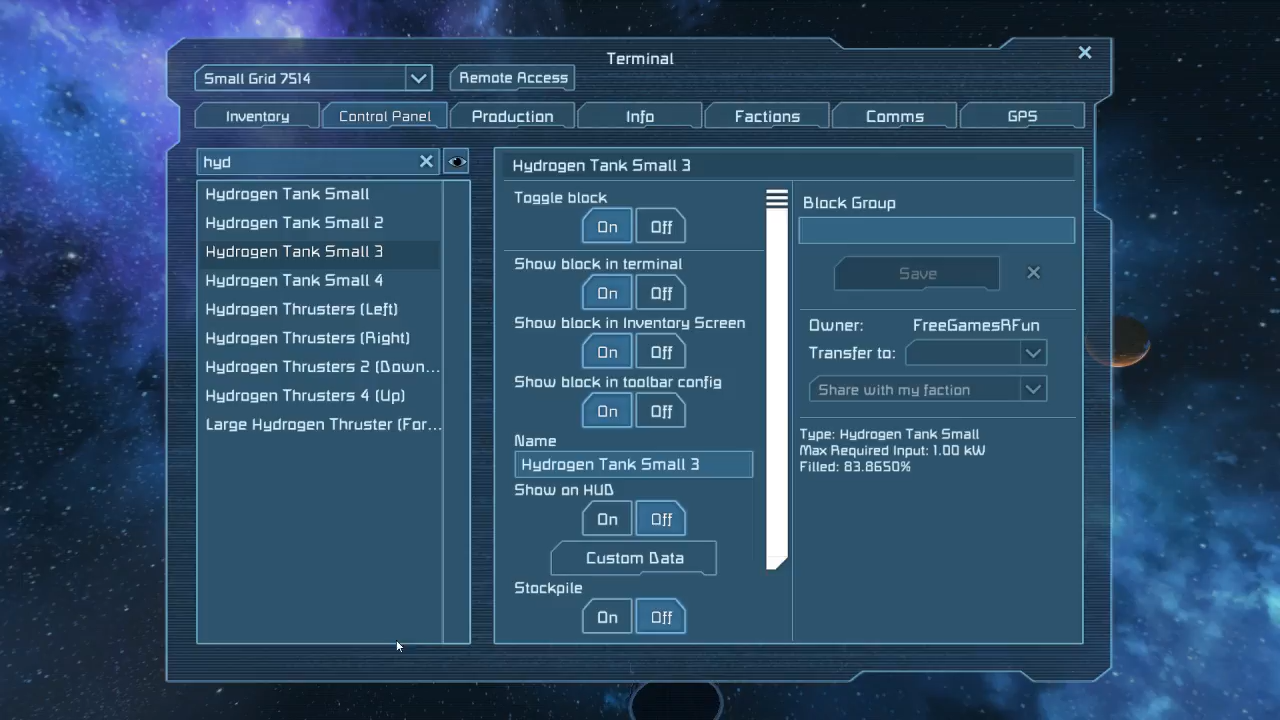 Terminal
Small Grid 7514
Remote Access
Inventory
Control Panel
Production
Info
Factions
Comms
GPS
hyd
Hydrogen Tank Small
Hydrogen Tank Small 2
Hydrogen Tank Small 3
Hydrogen Tank Small 4
Hydrogen Thrusters (Left)
Hydrogen Thrusters (Right)
Hydrogen Thrusters 2 (Down...
Hydrogen Thrusters 4 (Up)
Large Hydrogen Thruster (For...
Hydrogen Tank Small 3
Toggle block
On Off
Show block in terminal
On Off
Show block in Inventory Screen
On Off
Show block in toolbar config
On Off
Name
Hydrogen Tank Small 3
Show on HUD
On Off
Custom Data
Stockpile
On Off
Block Group
Save
Owner: FreeGamesRFun
Transfer to:
Share with my faction
Type: Hydrogen Tank Small
Max Required Input: 1.00 kW
Filled: 83.8650%